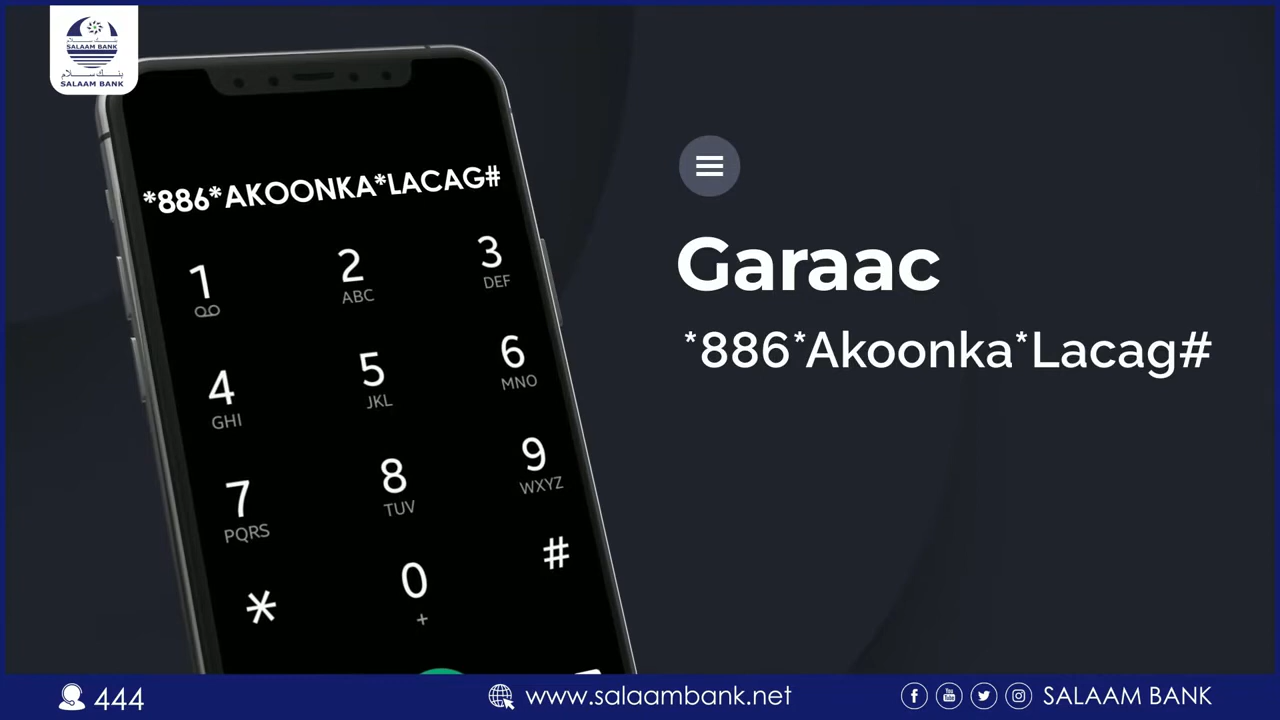 SALAAM BANK
بنك سلام
SALAAM BANK
*886*AKOONKA*LACAG#
1
2
ABC
3
DEF
4
GHI
5
JKL
6
MNO
7
PQRS
8
TUV
9
WXYZ
*
0
+
#
Garaac
*886*Akoonka*Lacag#
444
www.salaambank.net
SALAAM BANK